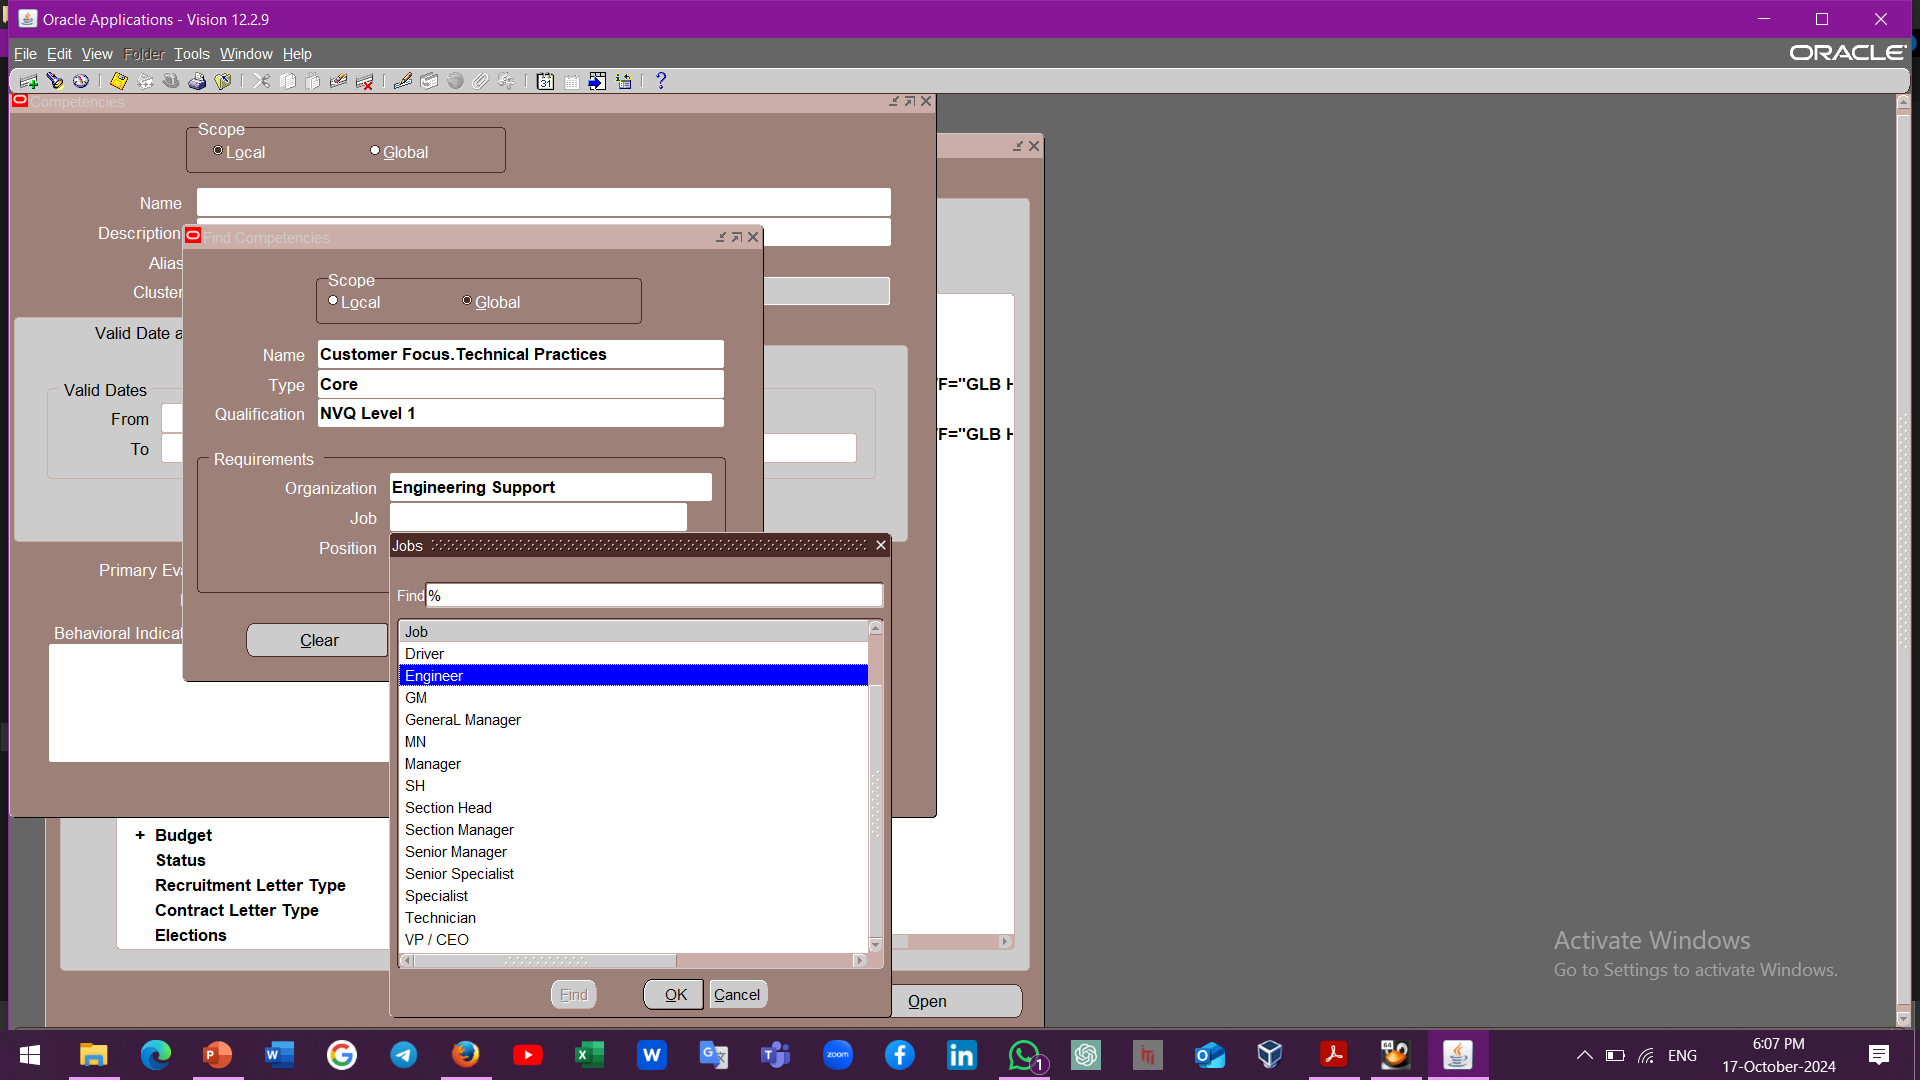 Oracle Applications - Vision 12.2.9
File Edit View Folder Tools Window Help
ORACLE
Competencies
Scope
Local Global
Name
Description
Alias
Cluster
Find Competencies
Scope
Local Global
Name Customer Focus.Technical Practices
Type Core
Qualification NVQ Level 1
Requirements
Organization Engineering Support
Job
Position
Clear
Valid Date a
Valid Dates
From
To
F="GLB H
F="GLB H
Primary Eva
Behavioral Indicat
Jobs
Find %
Job
Driver
Engineer
GM
GeneraL Manager
MN
Manager
SH
Section Head
Section Manager
Senior Manager
Senior Specialist
Specialist
Technician
VP / CEO
Find OK Cancel
+ Budget
Status
Recruitment Letter Type
Contract Letter Type
Elections
Open
Activate Windows
Go to Settings to activate Windows.
zoom
1
ENG
6:07 PM
17-October-2024